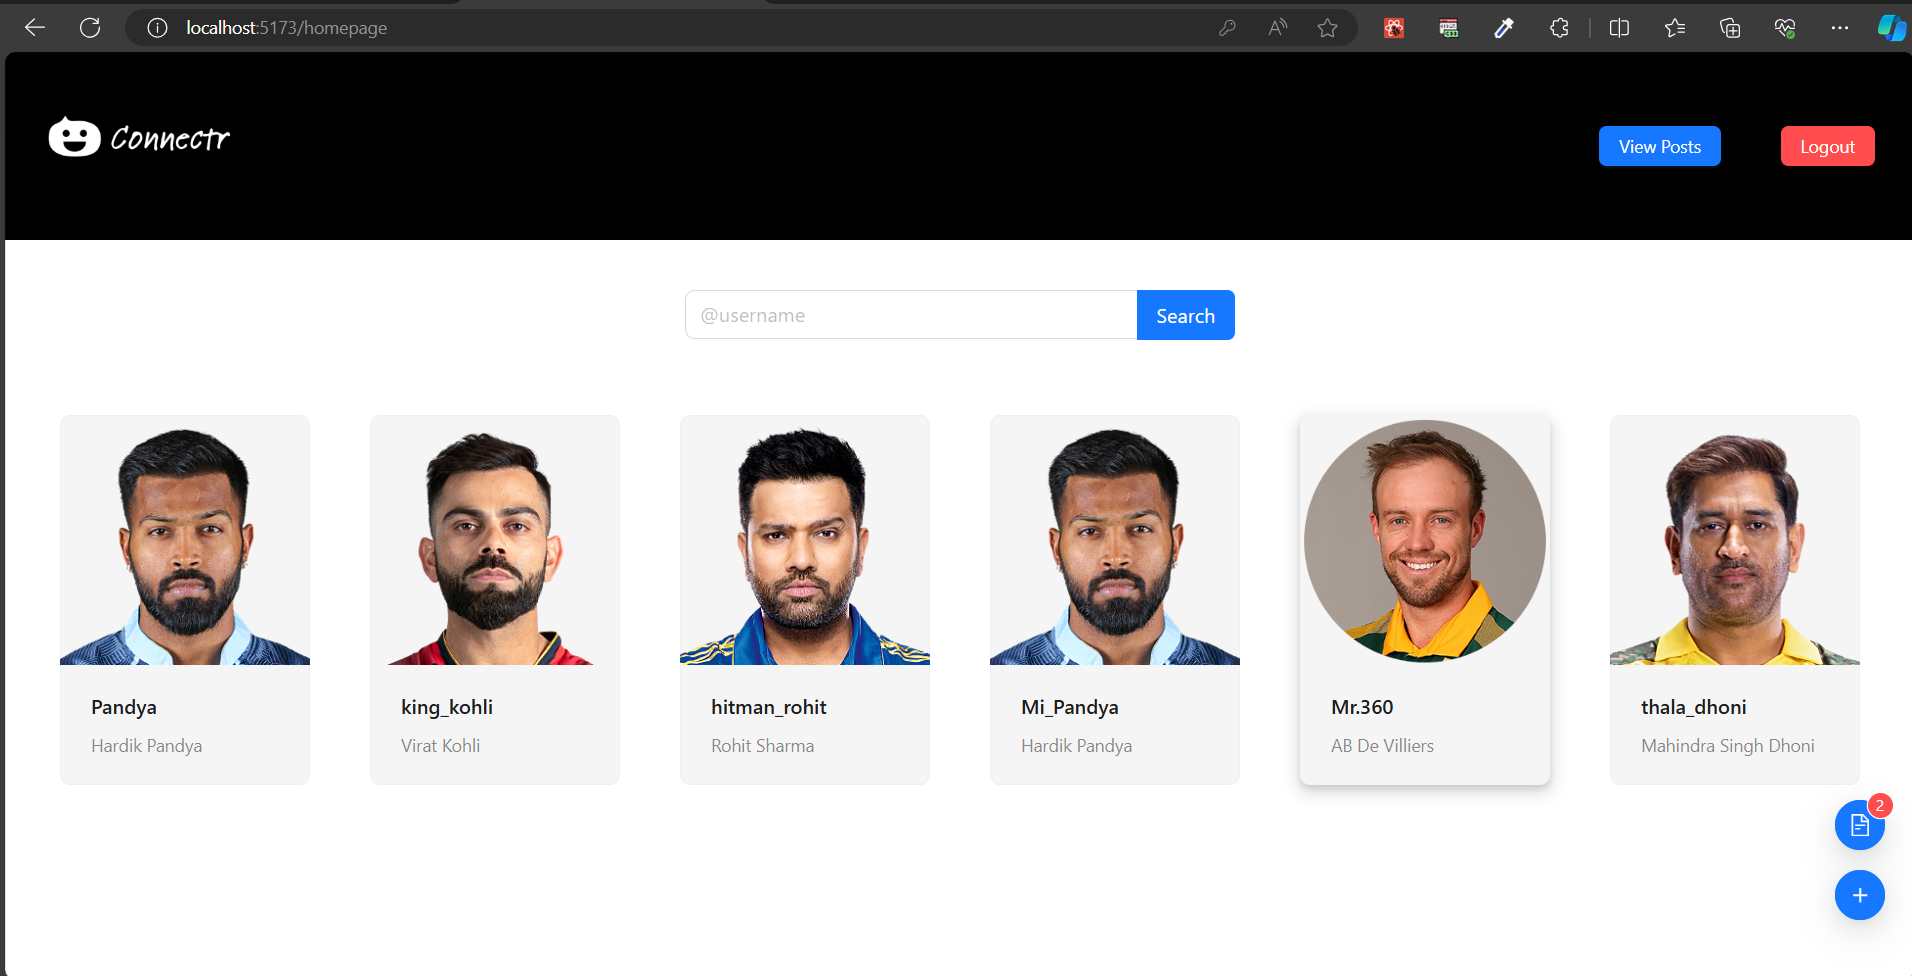 localhost:5173/homepage
Connectr
View Posts
Logout
@username
Search
Pandya
Hardik Pandya
king_kohli
Virat Kohli
hitman_rohit
Rohit Sharma
Mi_Pandya
Hardik Pandya
Mr.360
AB De Villiers
thala_dhoni
Mahindra Singh Dhoni
2